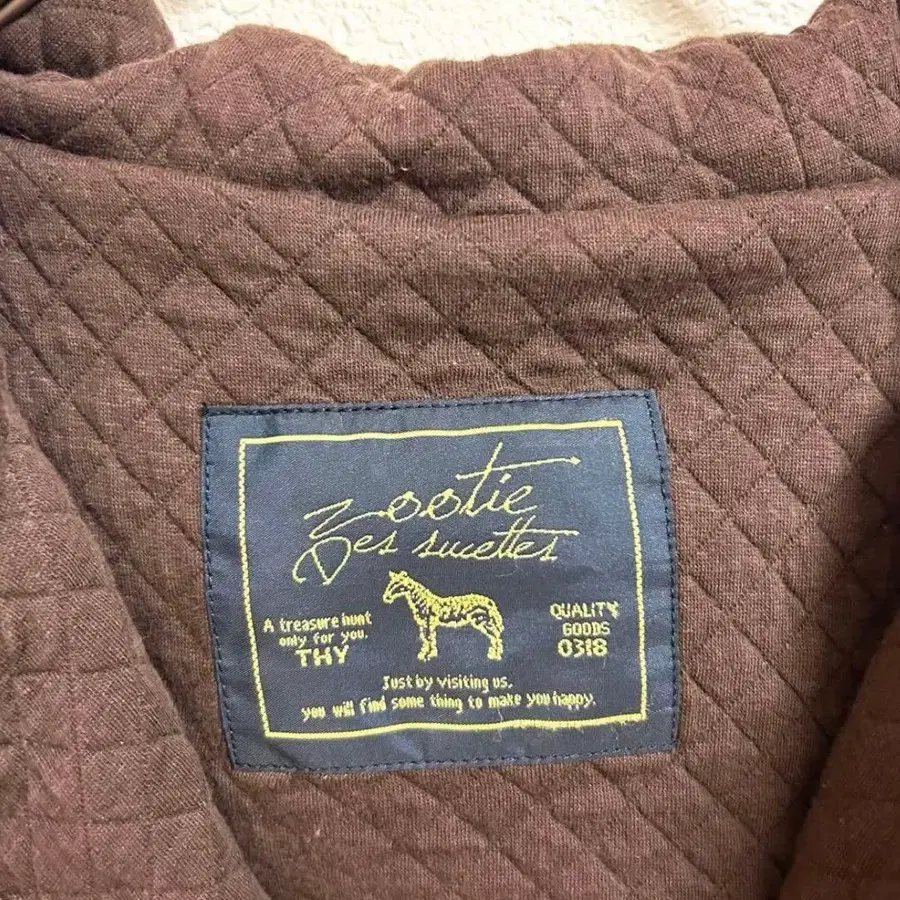 Zootie
Des sucettes
A treasure hunt
only for you.
THY
QUALITY
GOODS
0318
Just by visiting us,
you will find some thing to make you happy.